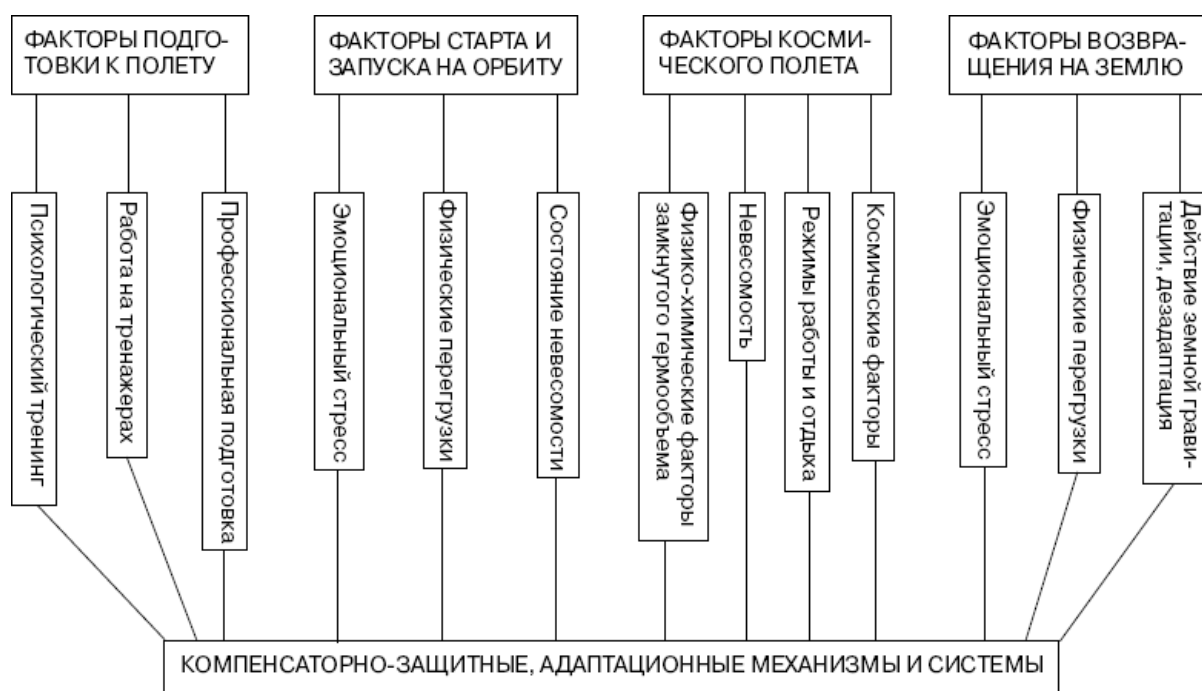 ФАКТОРЫ ПОДГО-
ТОВКИ К ПОЛЕТУ
ФАКТОРЫ СТАРТА И
ЗАПУСКА НА ОРБИТУ
ФАКТОРЫ КОСМИ-
ЧЕСКОГО ПОЛЕТА
ФАКТОРЫ ВОЗВРА-
ЩЕНИЯ НА ЗЕМЛЮ
Психологический тренинг
Работа на тренажерах
Профессиональная подготовка
Эмоциональный стресс
Физические перегрузки
Состояние невесомости
Физико-химические факторы
замкнутого гермообъема
Невесомость
Режимы работы и отдыха
Космические факторы
Эмоциональный стресс
Физические перегрузки
Действие земной грави-
тации, дезадаптация
КОМПЕНСАТОРНО-ЗАЩИТНЫЕ, АДАПТАЦИОННЫЕ МЕХАНИЗМЫ И СИСТЕМЫ